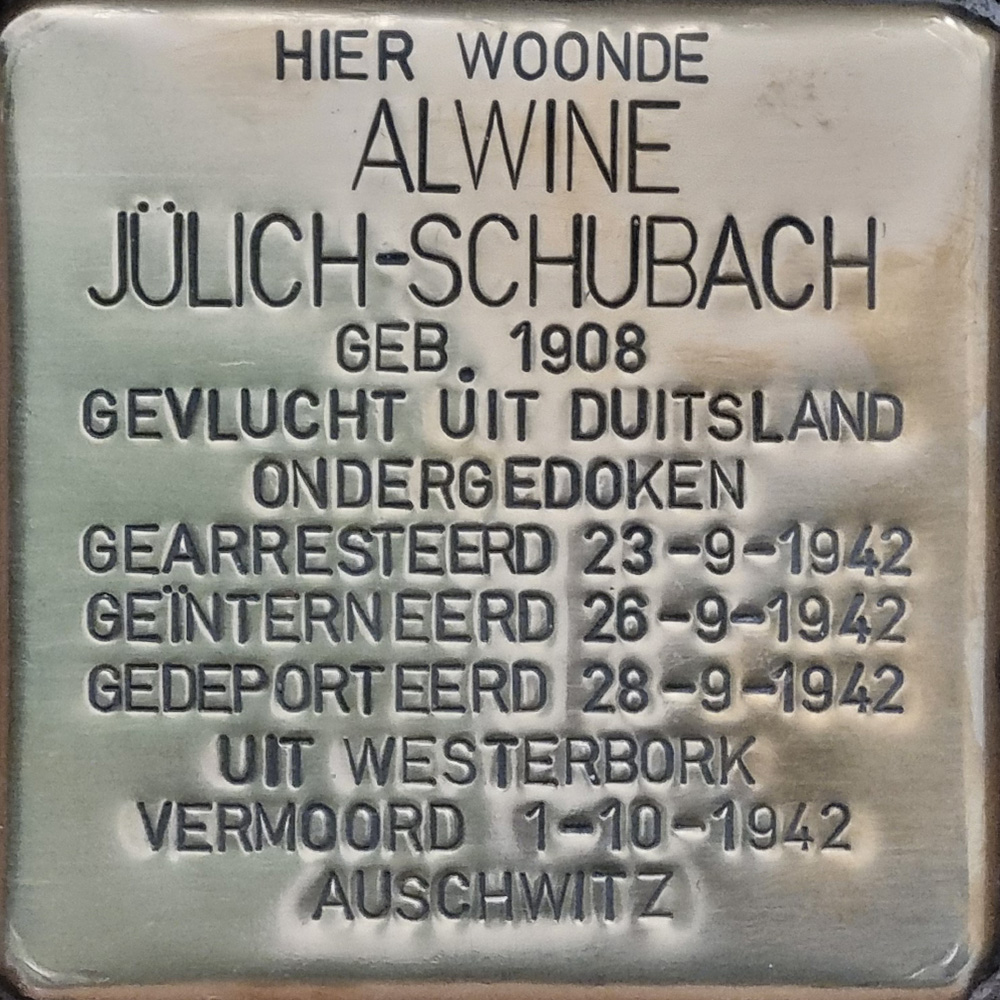 HIER WOONDE
ALWINE
JÜLICH-SCHUBACH
GEB. 1908
GEVLUCHT UIT DUITSLAND
ONDERGEDOKEN
GEARRESTEERD 23-9-1942
GEÏNTERNEERD 26-9-1942
GEDEPORTEERD 28-9-1942
UIT WESTERBORK
VERMOORD 1-10-1942
AUSCHWITZ